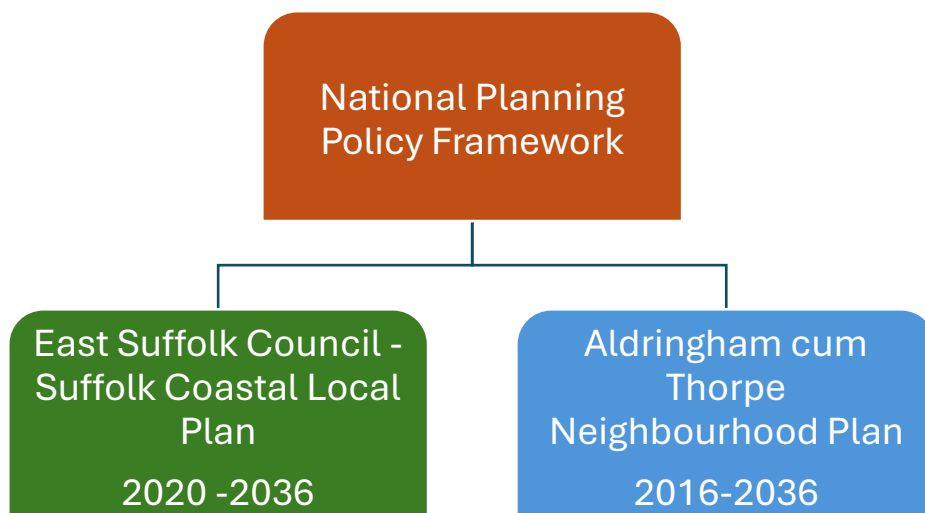 National Planning
Policy Framework
East Suffolk Council -
Suffolk Coastal Local
Plan
2020 -2036
Aldringham cum
Thorpe
Neighbourhood Plan
2016-2036